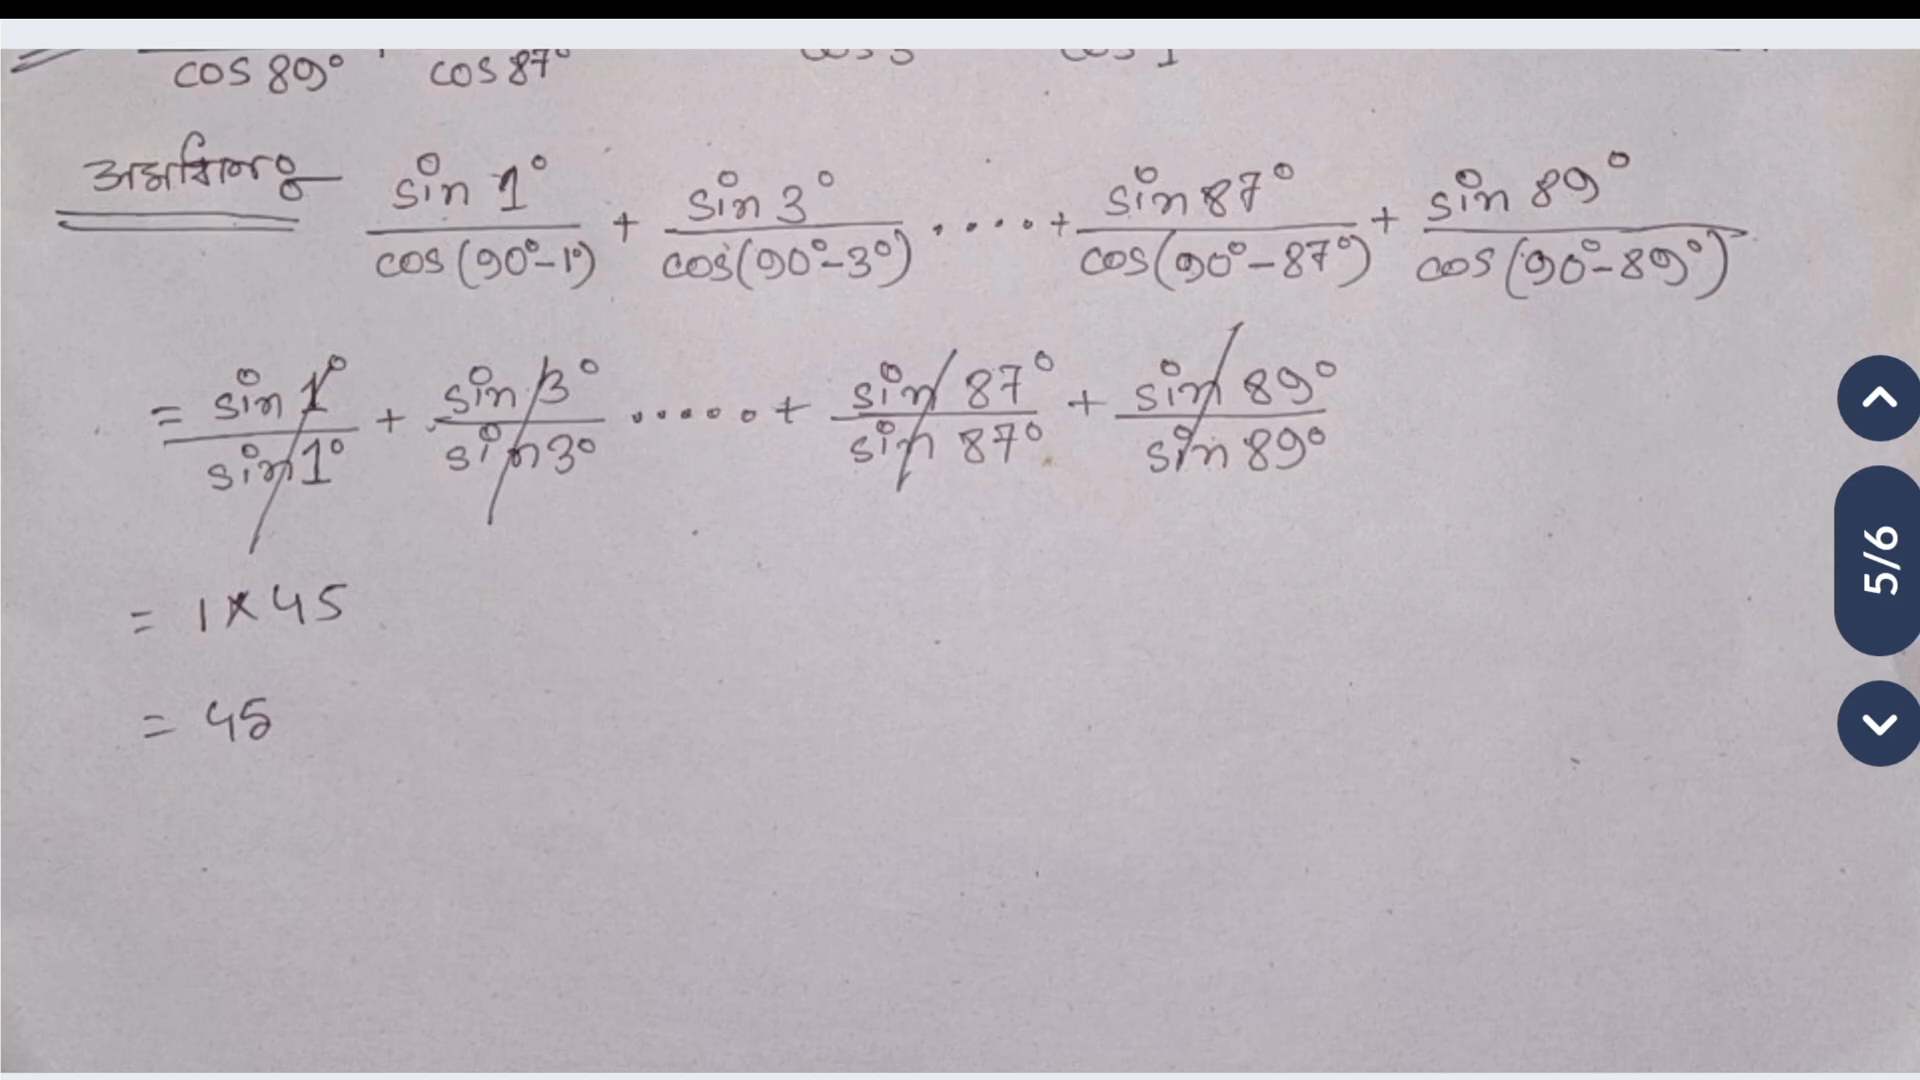 cos 89° cos 87°
সমাধানঃ sin 1° / cos (90°-1°) + sin 3° / cos(90°-3°) ..... + sin 87° / cos(90°-87°) + sin 89° / cos (90°-89°)
= sin 1° / sin 1° + sin 3° / sin 3° ..... + sin 87° / sin 87° + sin 89° / sin 89°
= 1 × 45
= 45
5/6